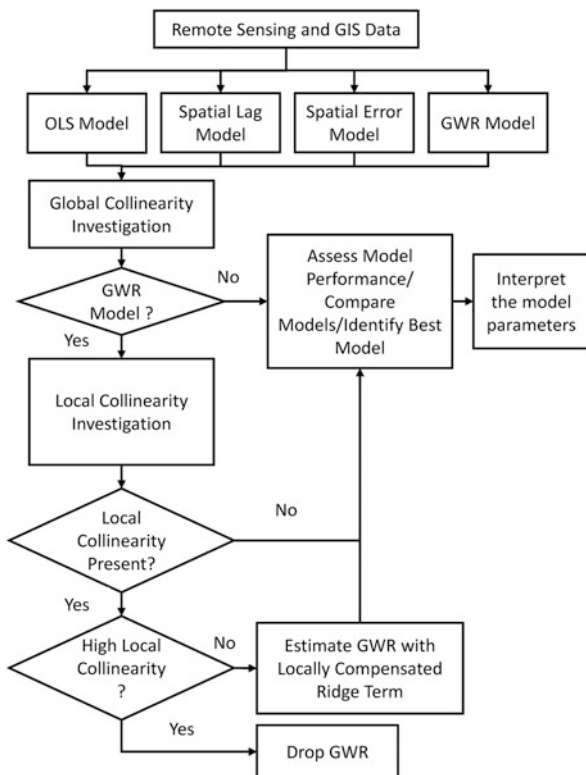 Remote Sensing and GIS Data
OLS Model
Spatial Lag
Model
Spatial Error
Model
GWR Model
Global Collinearity
Investigation
GWR
Model ?
No
Yes
Assess Model
Performance/
Compare
Models/Identify Best
Model
Interpret
the model
parameters
Local Collinearity
Investigation
Local
Collinearity
Present?
No
Yes
High Local
Collinearity
?
No
Yes
Estimate GWR with
Locally Compensated
Ridge Term
Drop GWR